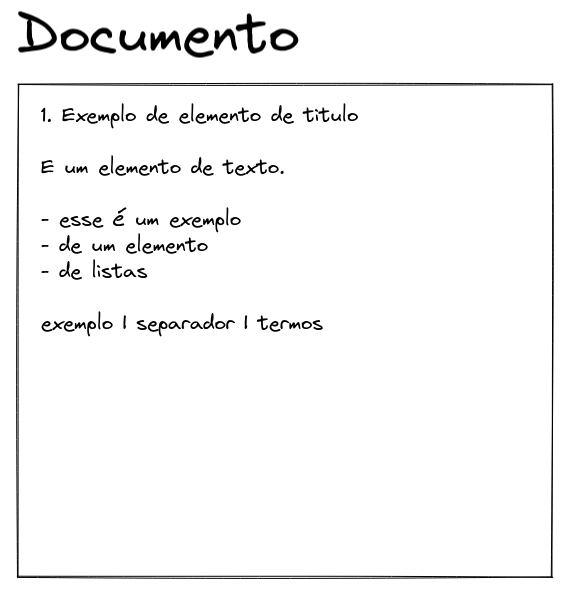 Documento
1. Exemplo de elemento de titulo
E um elemento de texto.
- esse é um exemplo
- de um elemento
- de listas
exemplo | separador | termos